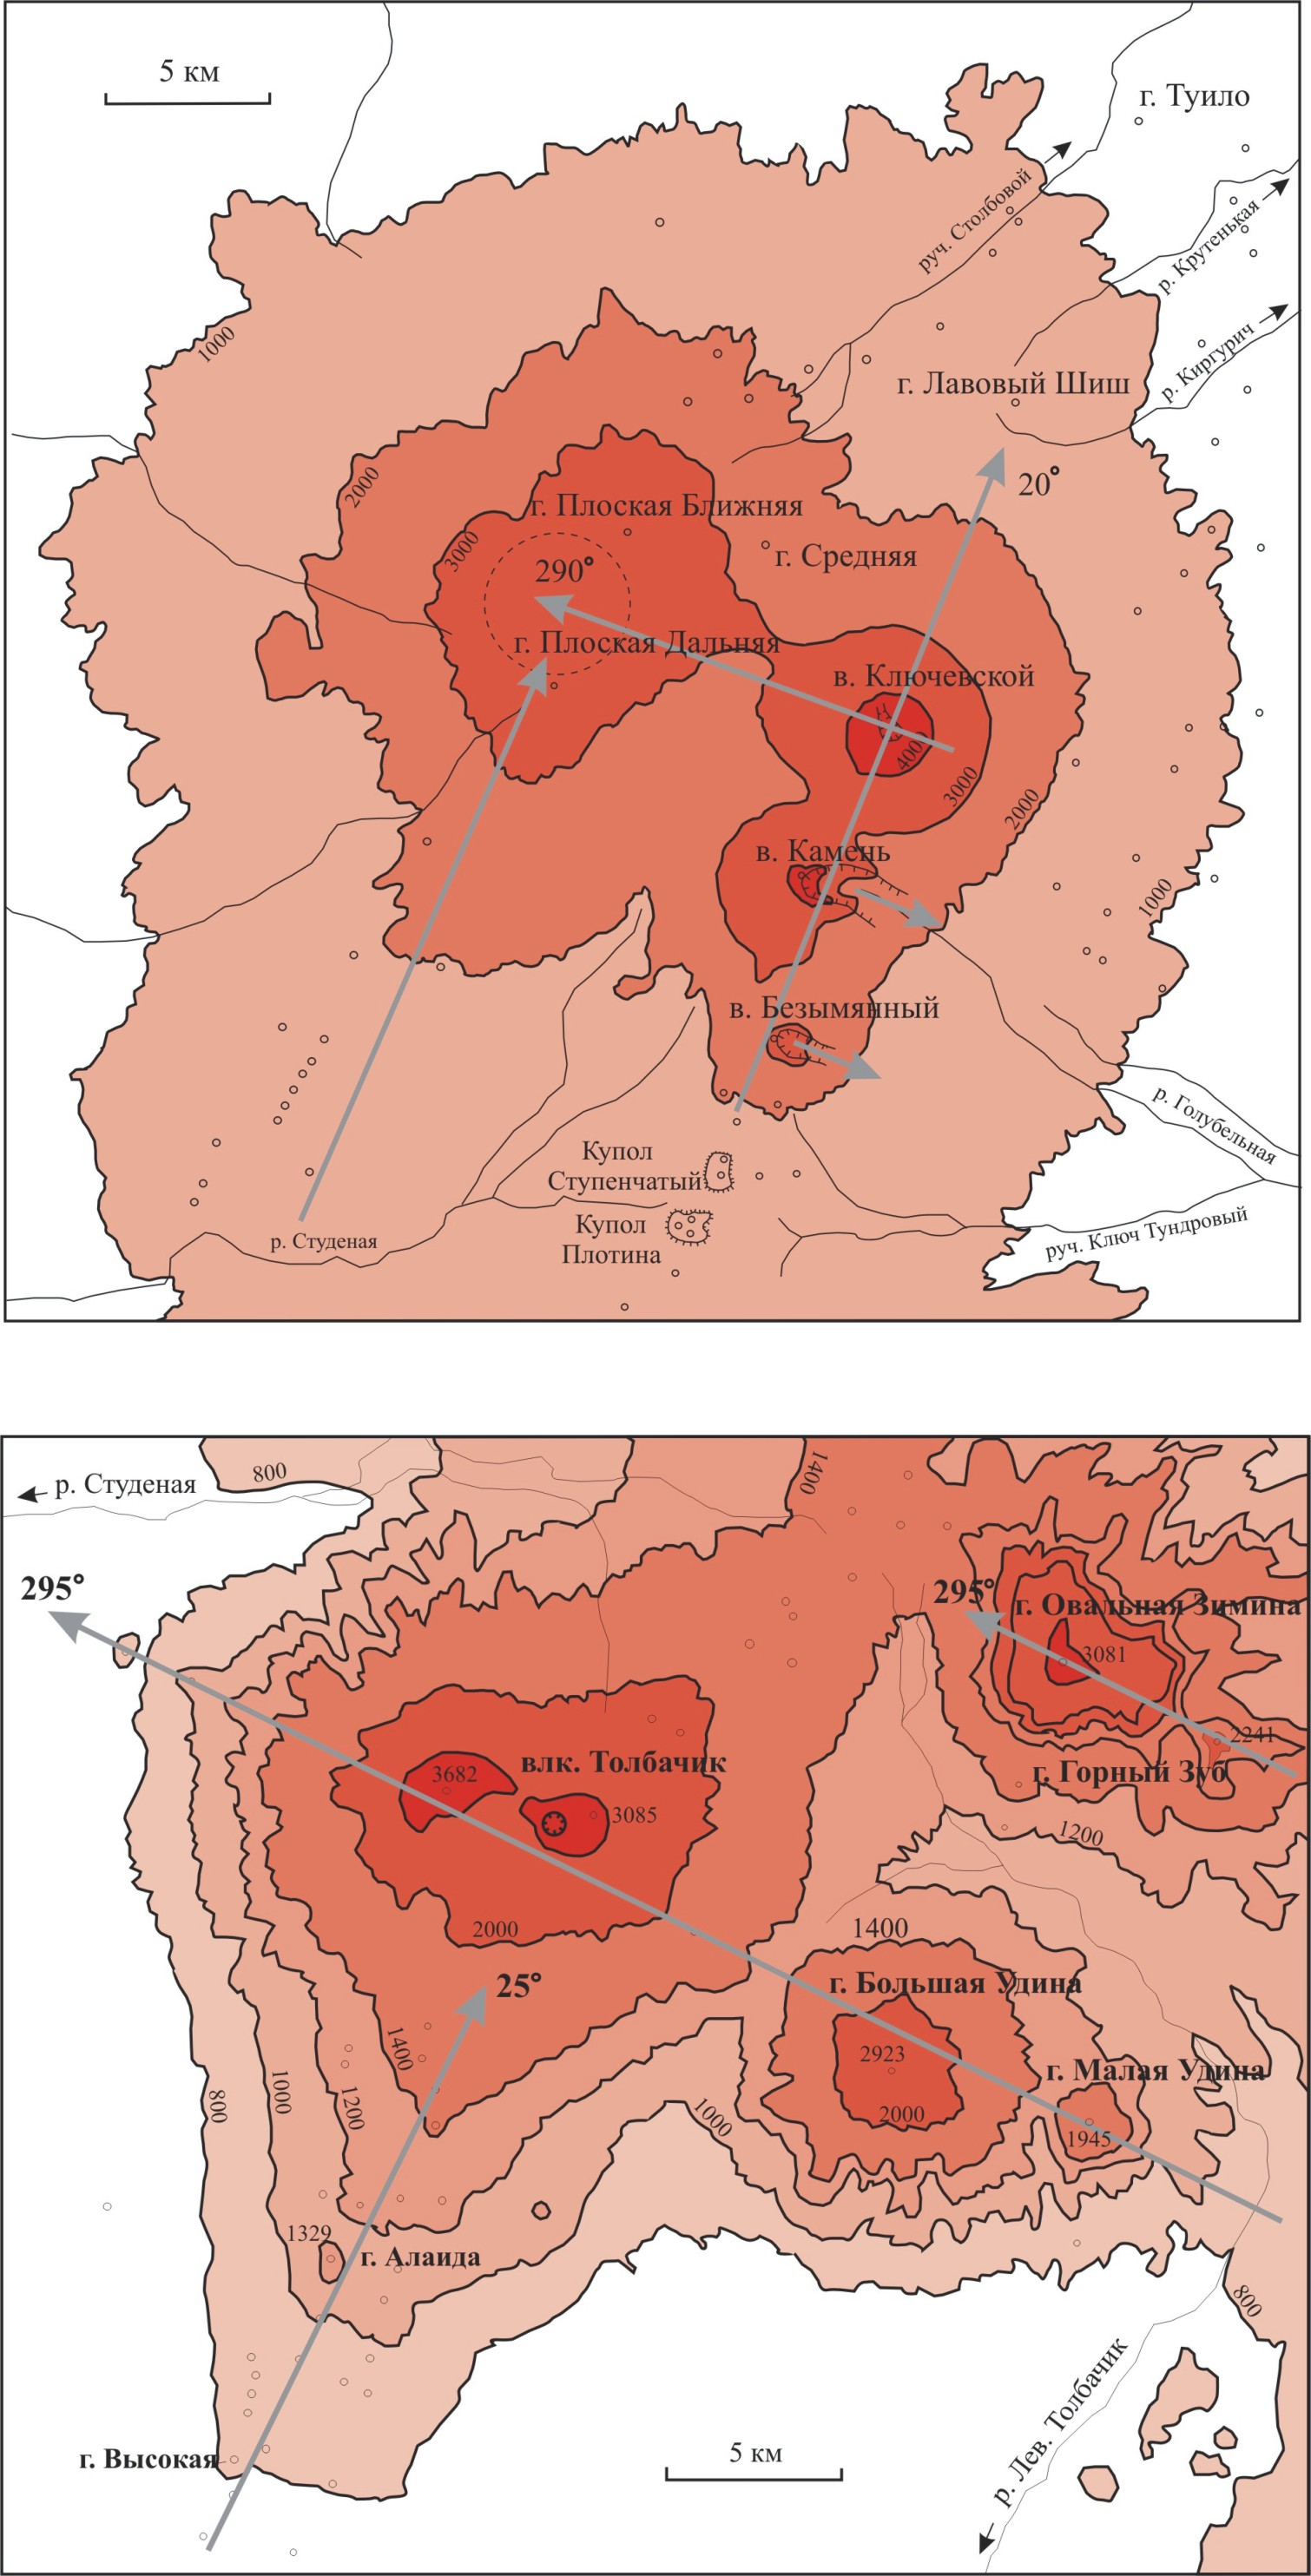 5 км
г. Туило
руч. Столбовой
р. Крутенькая
1000
р. Киргурич
г. Лавовый Шиш
2000
20°
г. Плоская Ближняя
3000
г. Средняя
290°
г. Плоская Дальняя
в. Ключевской
4000
3000
2000
в. Камень
1000
в. Безымянный
р. Голубельная
Купол
Ступенчатый
Купол
Плотина
р. Студеная
руч. Ключ Тундровый
800
1400
р. Студеная
295°
295°
г. Овальная Зимина
3081
2241
влк. Толбачик
3682
г. Горный Зуб
3085
1200
2000
1400
25°
г. Большая Удина
1400
2923
г. Малая Удина
1000
800
1200
2000
1000
1945
1329
г. Алаида
800
р. Лев. Толбачик
5 км
г. Высокая